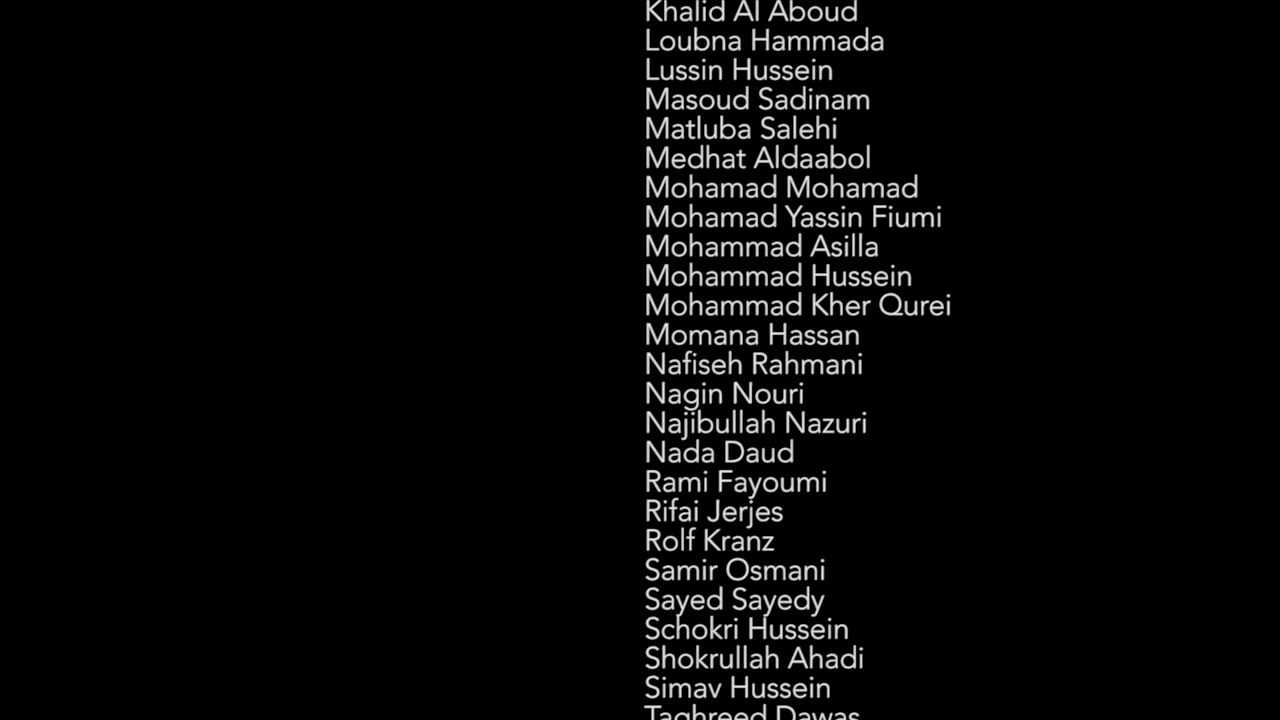 Khalid Al Aboud
Loubna Hammada
Lussin Hussein
Masoud Sadinam
Matluba Salehi
Medhat Aldaabol
Mohamad Mohamad
Mohamad Yassin Fiumi
Mohammad Asilla
Mohammad Hussein
Mohammad Kher Qurei
Momana Hassan
Nafiseh Rahmani
Nagin Nouri
Najibullah Nazuri
Nada Daud
Rami Fayoumi
Rifai Jerjes
Rolf Kranz
Samir Osmani
Sayed Sayedy
Schokri Hussein
Shokrullah Ahadi
Simav Hussein
Taghreed Dawas